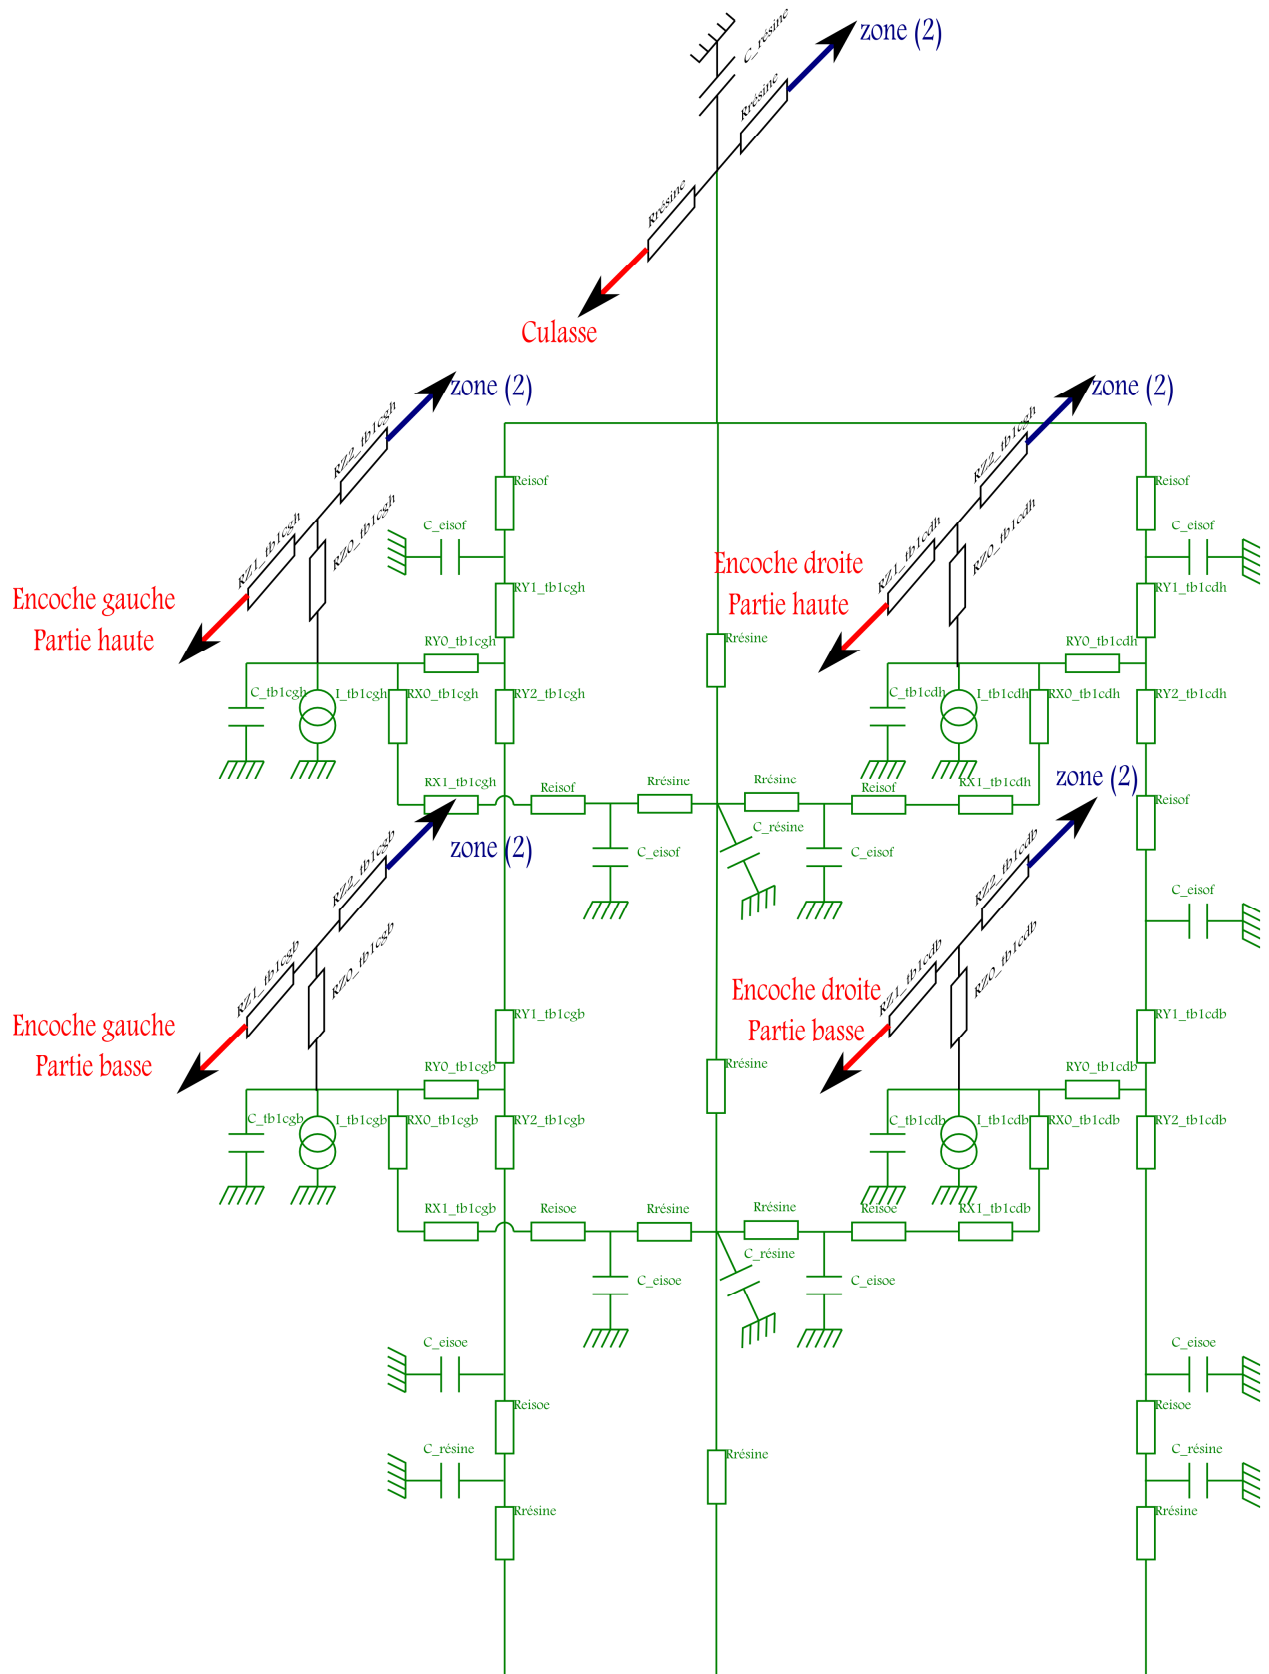 zone (2)
C_résine
Rrésine
Rrésine
Culasse
zone (2)
zone (2)
RZ2_tb1cgh
RZ2_tb1cgh
Reisof
Reisof
RZ0_tb1cgh
RZ0_tb1cdh
C_eisof
C_eisof
RZ1_tb1cgh
RZ1_tb1cdh
Encoche gauche
Partie haute
Encoche droite
Partie haute
RY1_tb1cgh
RY1_tb1cdh
RY0_tb1cgh
Rrésine
RY0_tb1cdh
C_tb1cgh
I_tb1cgh
RX0_tb1cgh
RY2_tb1cgh
C_tb1cdh
I_tb1cdh
RX0_tb1cdh
RY2_tb1cdh
RX1_tb1cgh
Reisof
Rrésine
Rrésine
Reisof
RX1_tb1cdh
zone (2)
Reisof
C_résine
zone (2)
C_eisof
C_eisof
RZ2_tb1cgb
RZ2_tb1cdb
C_eisof
RZ0_tb1cgb
RZ0_tb1cdb
RZ1_tb1cgb
RZ1_tb1cdb
Encoche gauche
Partie basse
Encoche droite
Partie basse
RY1_tb1cgb
RY1_tb1cdb
RY0_tb1cgb
Rrésine
RY0_tb1cdb
C_tb1cgb
I_tb1cgb
RX0_tb1cgb
RY2_tb1cgb
C_tb1cdb
I_tb1cdb
RX0_tb1cdb
RY2_tb1cdb
RX1_tb1cgb
Reisoe
Rrésine
Rrésine
Reisoe
RX1_tb1cdb
C_résine
C_eisoe
C_eisoe
C_eisoe
C_eisoe
Reisoe
C_résine
Rrésine
Reisoe
C_résine
Rrésine
Rrésine